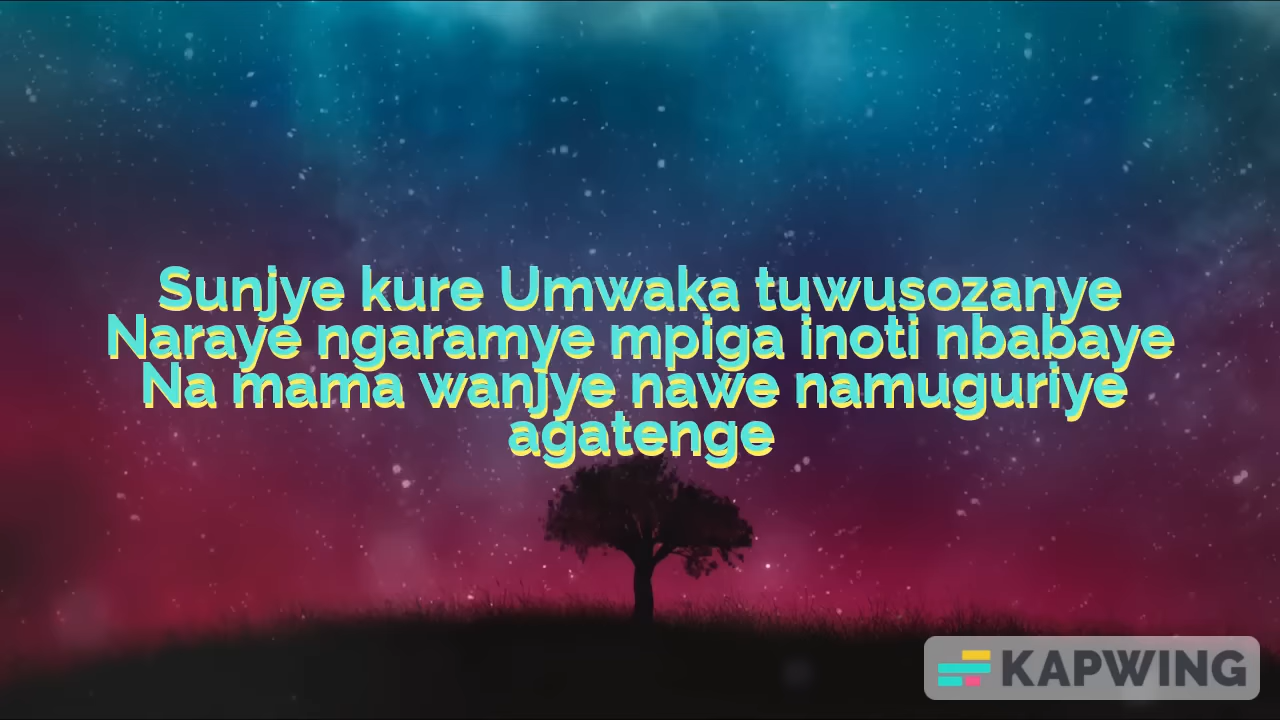 Sunjye kure Umwaka tuwusozanye
Naraye ngaramye mpiga inoti nbabaye
Na mama wanjye nawe namuguriye
agatenge
KAPWING